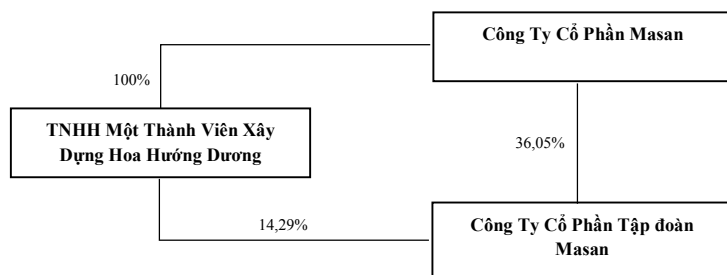 Công Ty Cổ Phần Masan
100%
TNHH Một Thành Viên Xây
Dựng Hoa Hướng Dương
36,05%
14,29%
Công Ty Cổ Phần Tập đoàn
Masan